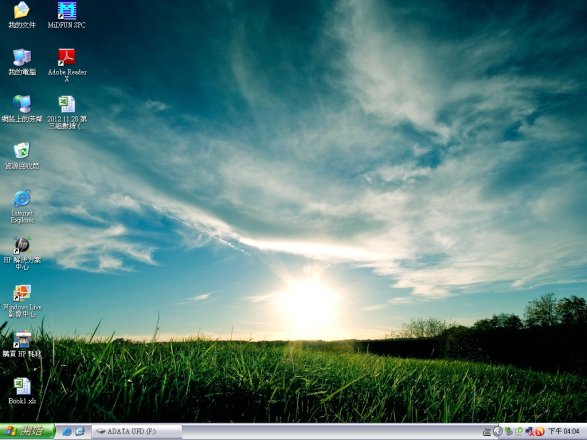 我的文件
MiDFUN SPC
我的電腦
Adobe Reader
X
網路上的芳鄰
2012.11.28 第
三組數據 (...
資源回收筒
Internet
Explorer
HP 解決方案
中心
Windows Live
影像中心
購買 HP 耗材
Book1.xls
開始
ADATA UFD (F:)
下午 04:04